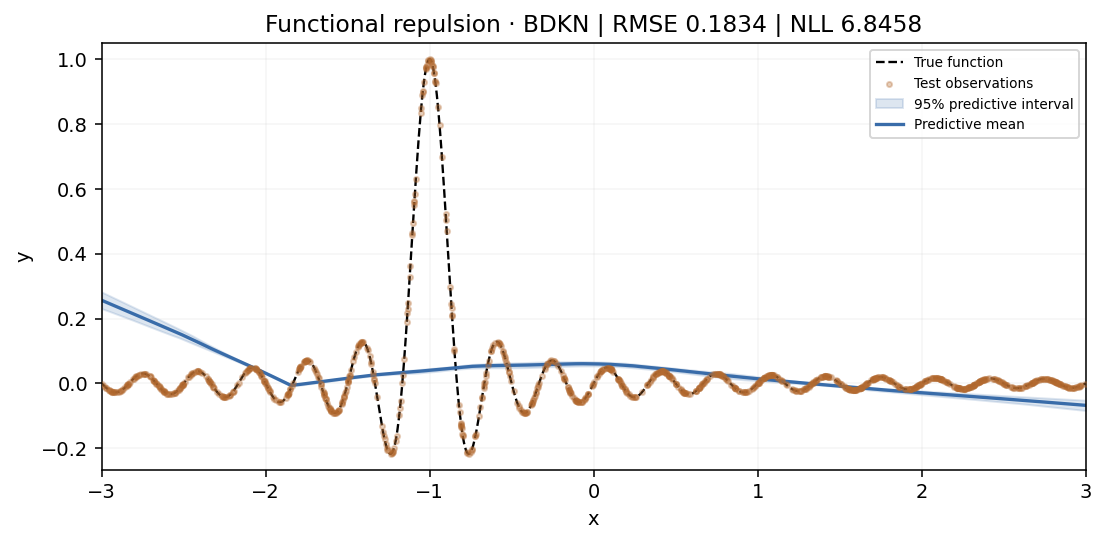 Functional repulsion · BDKN | RMSE 0.1834 | NLL 6.8458
True function
Test observations
95% predictive interval
Predictive mean
y
1.0
0.8
0.6
0.4
0.2
0.0
−0.2
−3
−2
−1
0
1
2
3
x